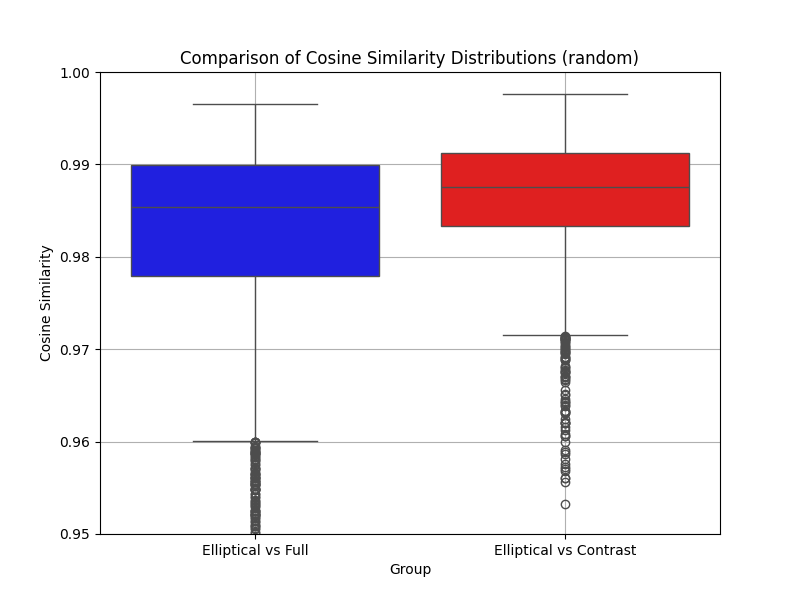 Comparison of Cosine Similarity Distributions (random)
1.00
0.99
0.98
0.97
0.96
0.95
Cosine Similarity
Elliptical vs Full
Elliptical vs Contrast
Group